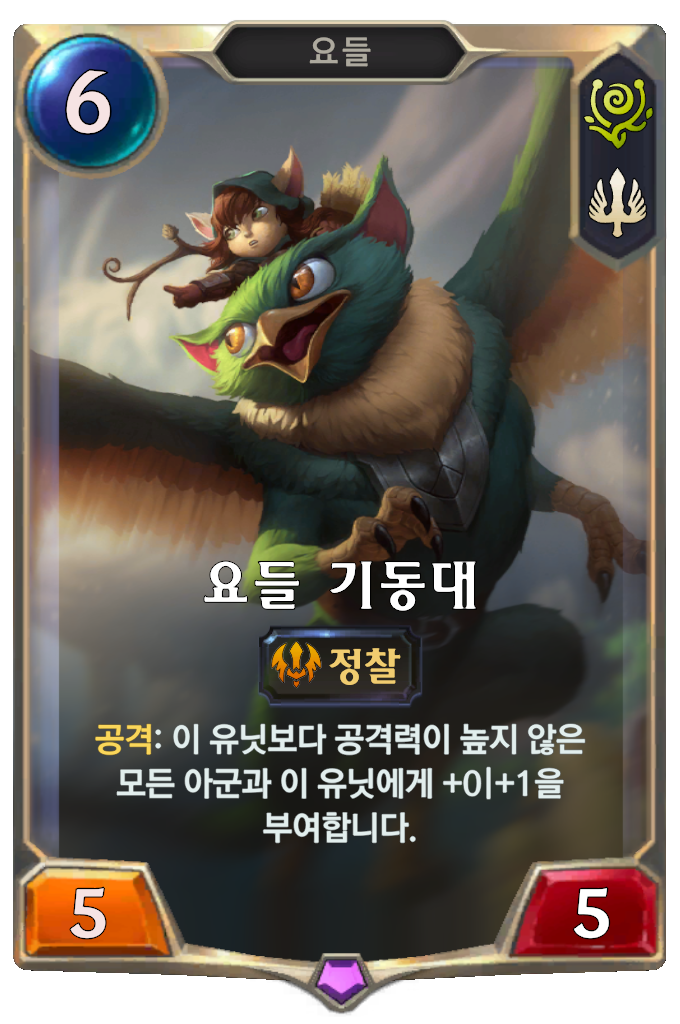 요들
6
요들 기동대
정찰
공격: 이 유닛보다 공격력이 높지 않은
모든 아군과 이 유닛에게 +0|+1을
부여합니다.
5
5